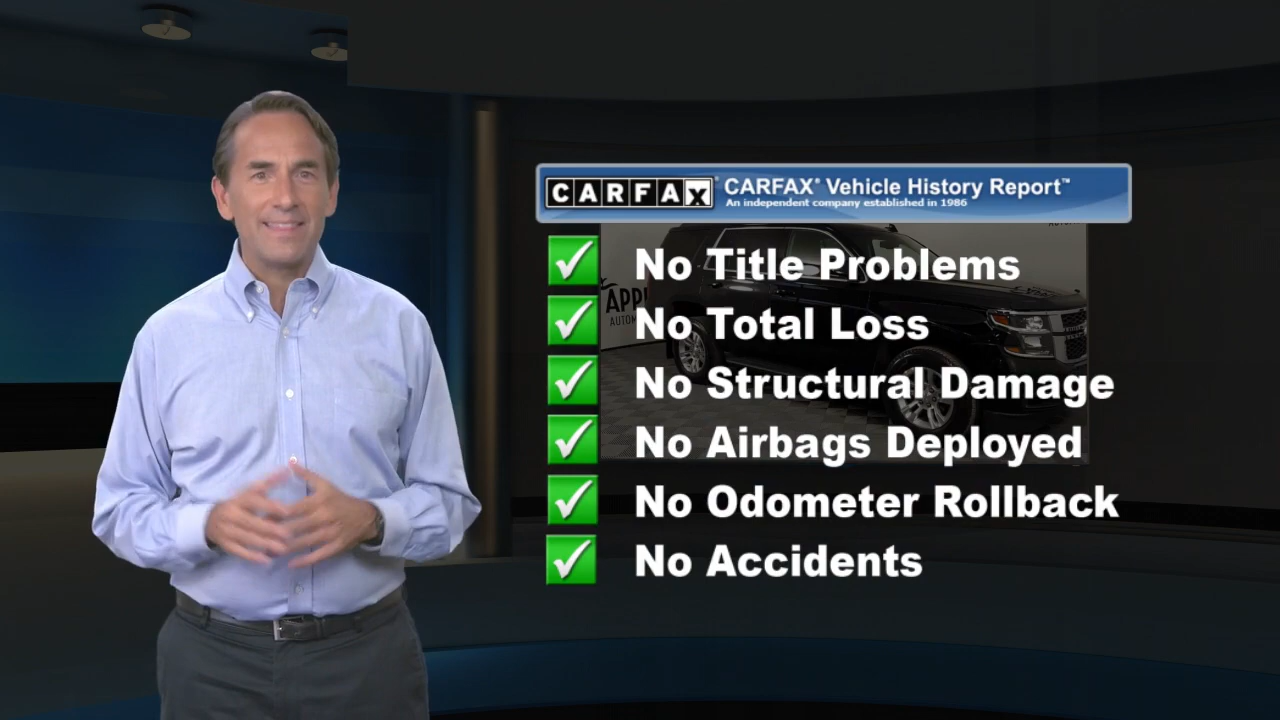 CARFAX® CARFAX® Vehicle History Report™
An independent company established in 1986
No Title Problems
No Total Loss
No Structural Damage
No Airbags Deployed
No Odometer Rollback
No Accidents